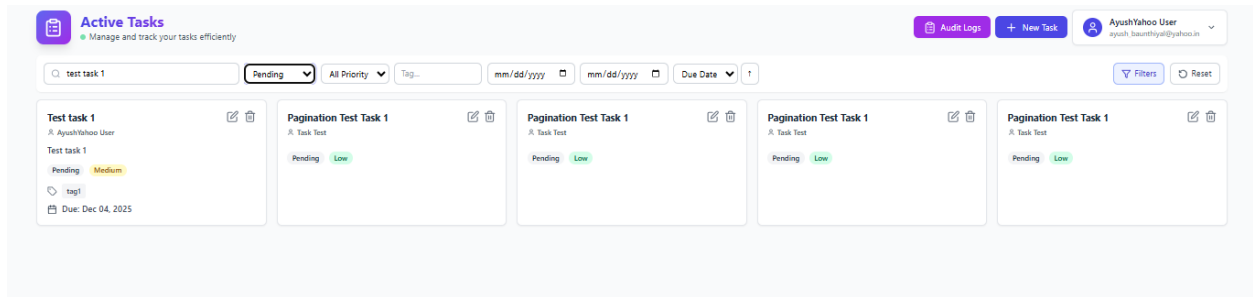 Active Tasks
Manage and track your tasks efficiently
Audit Logs
+ New Task
AyushYahoo User
ayush_baunthiyal@yahoo.in
test task 1
Pending
All Priority
Tag...
mm/dd/yyyy
mm/dd/yyyy
Due Date
↑
Filters
Reset
Test task 1
AyushYahoo User
Test task 1
Pending Medium
tag1
Due: Dec 04, 2025
Pagination Test Task 1
Task Test
Pending Low
Pagination Test Task 1
Task Test
Pending Low
Pagination Test Task 1
Task Test
Pending Low
Pagination Test Task 1
Task Test
Pending Low